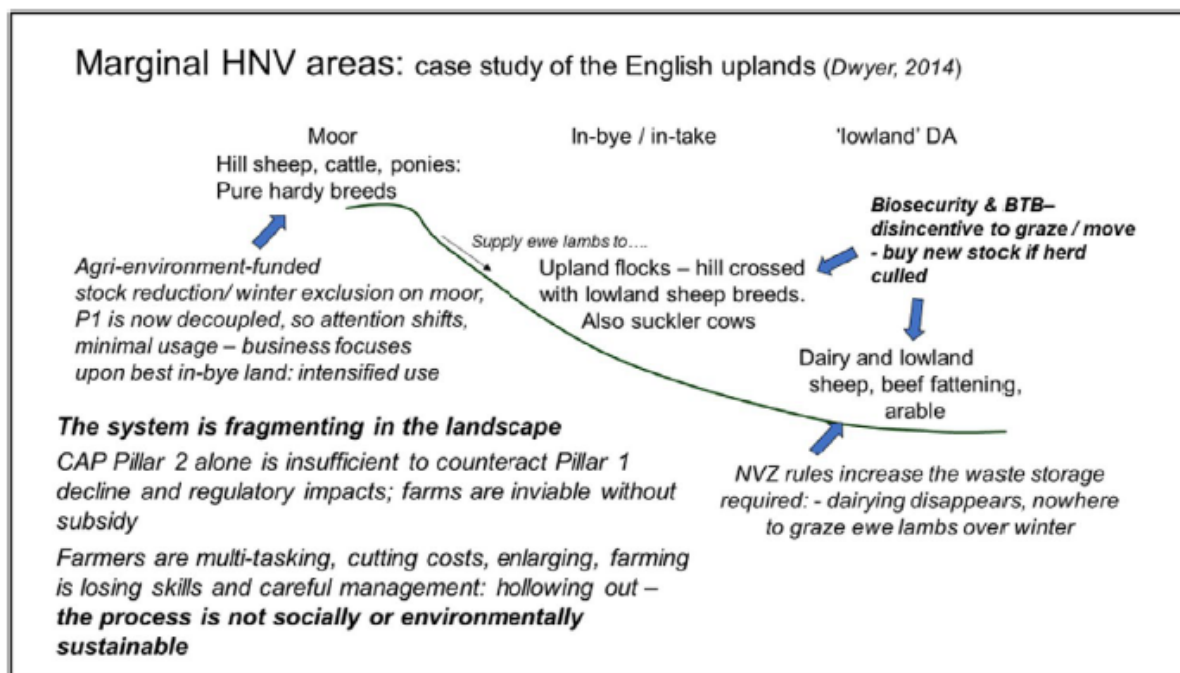 Marginal HNV areas: case study of the English uplands (Dwyer, 2014)
Moor
Hill sheep, cattle, ponies:
Pure hardy breeds
In-bye / in-take
'lowland' DA
Supply ewe lambs to....
Biosecurity & BTB–
disincentive to graze / move
- buy new stock if herd
culled
Agri-environment-funded
stock reduction/ winter exclusion on moor,
P1 is now decoupled, so attention shifts,
minimal usage – business focuses
upon best in-bye land: intensified use
Upland flocks – hill crossed
with lowland sheep breeds.
Also suckler cows
Dairy and lowland
sheep, beef fattening,
arable
The system is fragmenting in the landscape
CAP Pillar 2 alone is insufficient to counteract Pillar 1
decline and regulatory impacts; farms are inviable without
subsidy
NVZ rules increase the waste storage
required: - dairying disappears, nowhere
to graze ewe lambs over winter
Farmers are multi-tasking, cutting costs, enlarging, farming
is losing skills and careful management: hollowing out –
the process is not socially or environmentally
sustainable